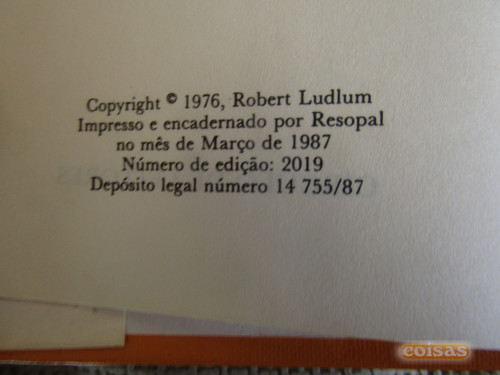 Copyright © 1976, Robert Ludlum
Impresso e encadernado por Resopal
no mês de Março de 1987
Número de edição: 2019
Depósito legal número 14 755/87
coisas